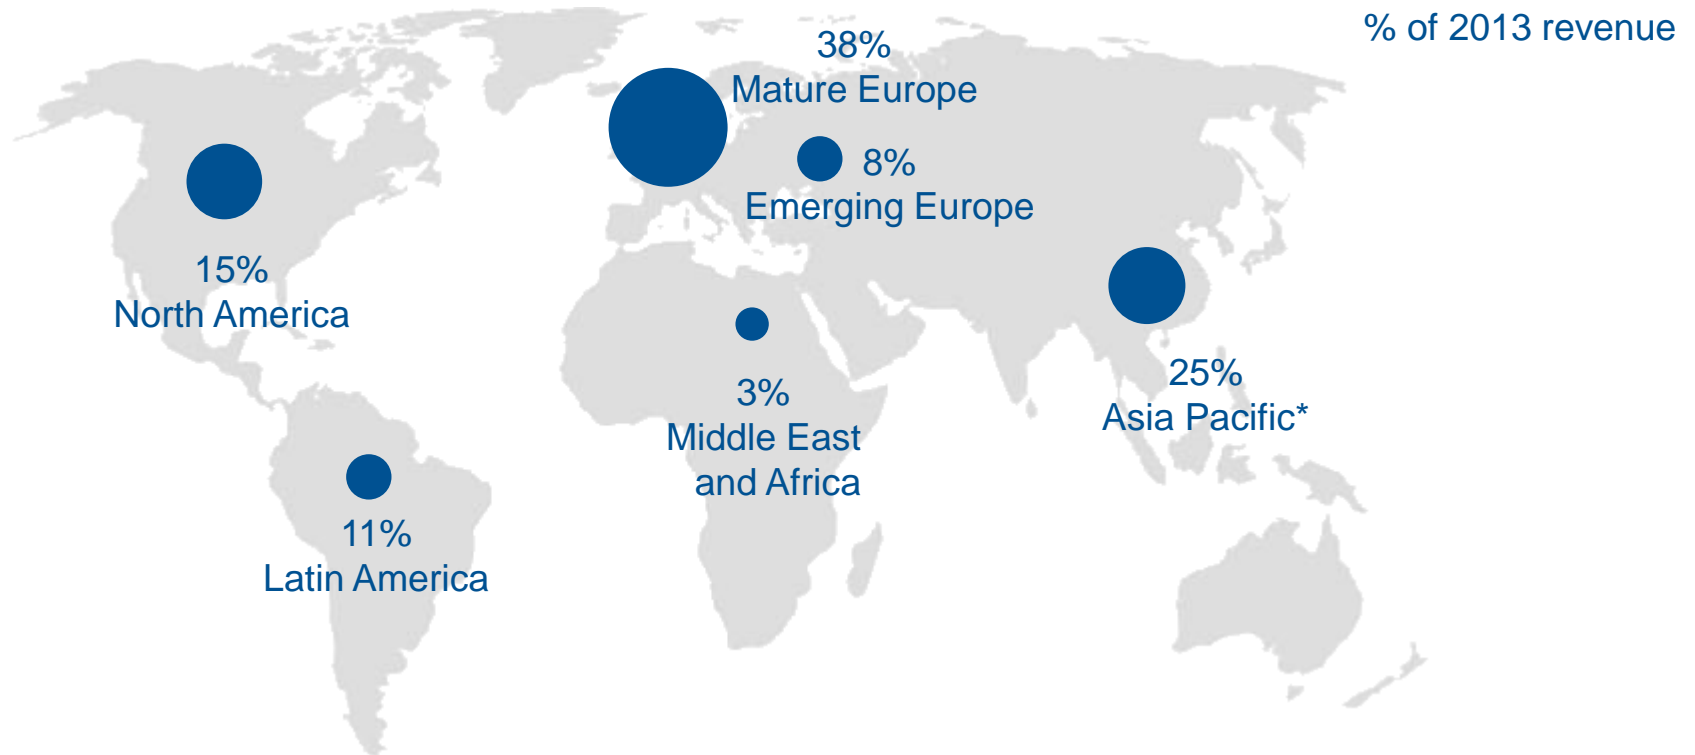 % of 2013 revenue
38%
Mature Europe
8%
Emerging Europe
15%
North America
25%
Asia Pacific*
3%
Middle East
and Africa
11%
Latin America